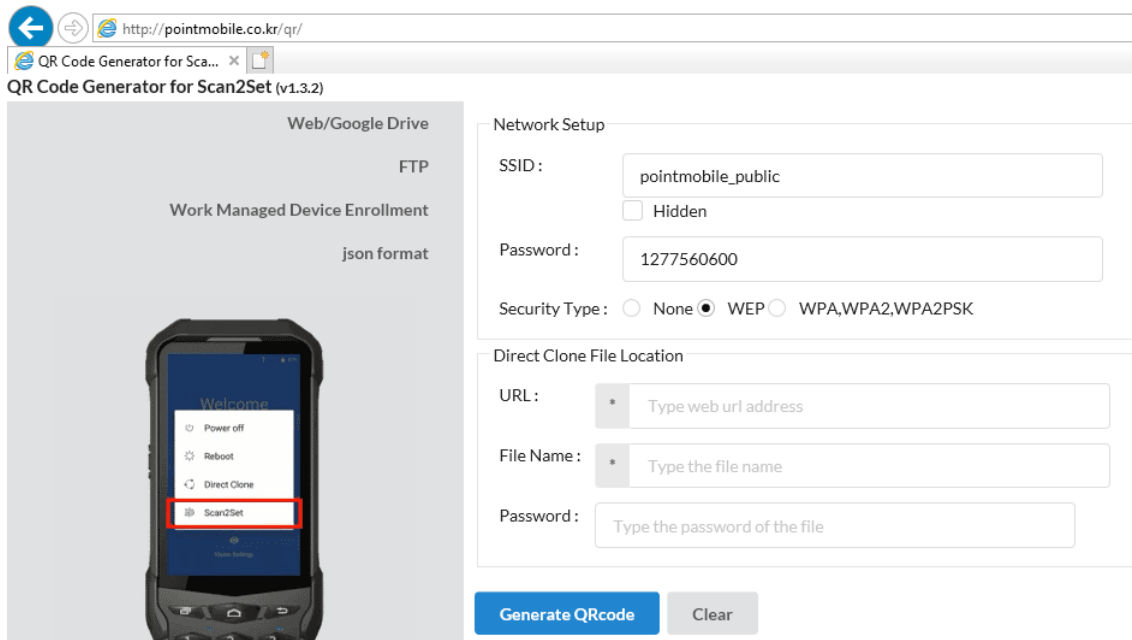 http://pointmobile.co.kr/qr/
QR Code Generator for Sca...
QR Code Generator for Scan2Set (v1.3.2)
Web/Google Drive
FTP
Work Managed Device Enrollment
json format
Welcome
Power off
Reboot
Direct Clone
Scan2Set
Network Setup
SSID : pointmobile_public
Hidden
Password : 1277560600
Security Type : None WEP WPA,WPA2,WPA2PSK
Direct Clone File Location
URL : * Type web url address
File Name : * Type the file name
Password : Type the password of the file
Generate QRcode Clear